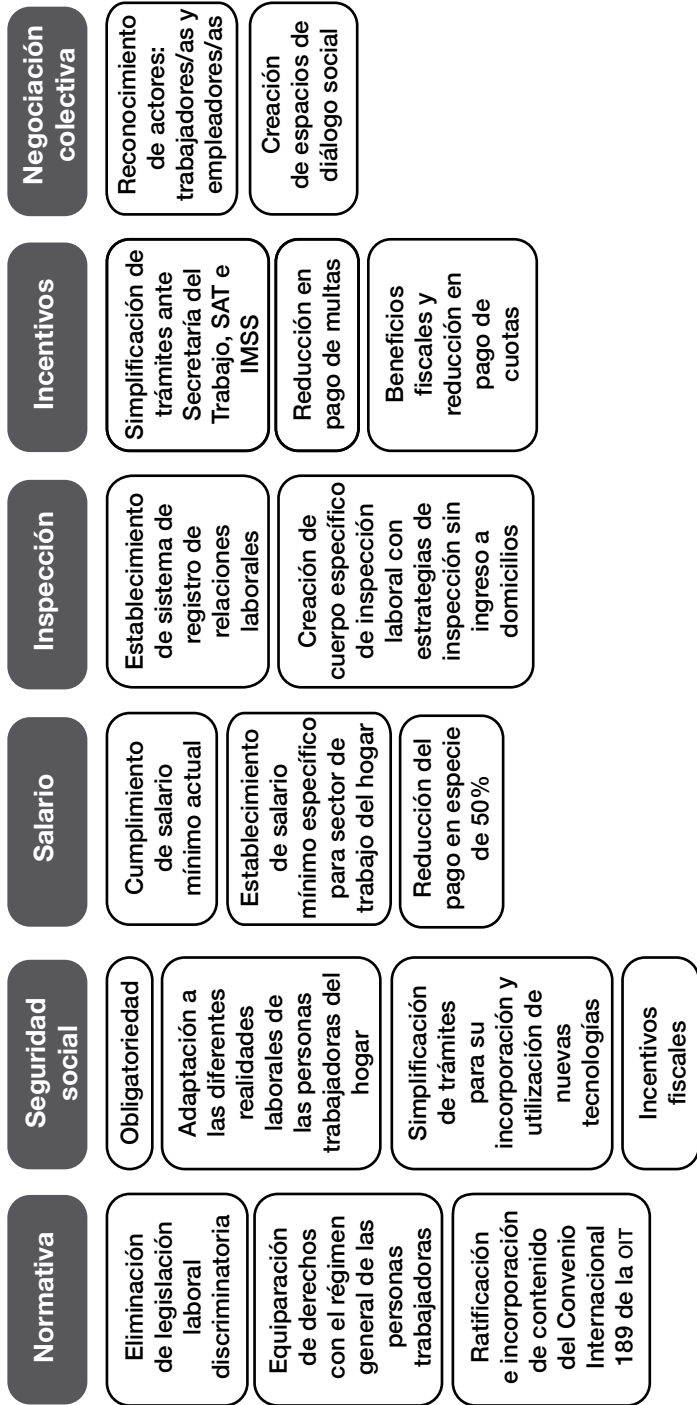 Normativa
Eliminación
de legislación
laboral
discriminatoria
Equiparación
de derechos
con el régimen
general de las
personas
trabajadoras
Ratificación
e incorporación
de contenido
del Convenio
Internacional
189 de la OIT
Seguridad
social
Obligatoriedad
Adaptación a
las diferentes
realidades
laborales de
las personas
trabajadoras del
hogar
Simplificación
de trámites
para su
incorporación y
utilización de
nuevas
tecnologías
Incentivos
fiscales
Salario
Cumplimiento
de salario
mínimo actual
Establecimiento
de salario
mínimo específico
para sector de
trabajo del hogar
Reducción del
pago en especie
de 50%
Inspección
Establecimiento
de sistema de
registro de
relaciones
laborales
Creación de
cuerpo específico
de inspección
laboral con
estrategias de
inspección sin
ingreso a
domicilios
Incentivos
Simplificación de
trámites ante
Secretaría del
Trabajo, SAT e
IMSS
Reducción en
pago de multas
Beneficios
fiscales y
reducción en
pago de
cuotas
Negociación
colectiva
Reconocimiento
de actores:
trabajadores/as y
empleadores/as
Creación
de espacios de
diálogo social